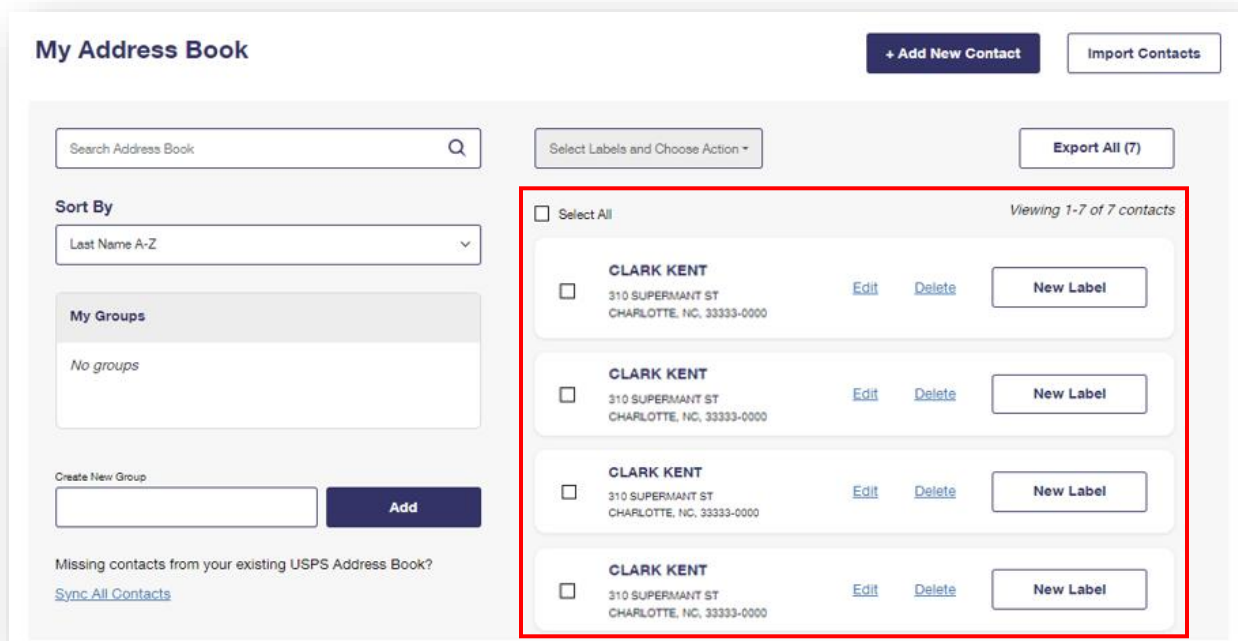 My Address Book
+ Add New Contact
Import Contacts
Search Address Book
Select Labels and Choose Action
Export All (7)
Sort By
Last Name A-Z
My Groups
No groups
Create New Group
Add
Missing contacts from your existing USPS Address Book?
Sync All Contacts
Select All
Viewing 1-7 of 7 contacts
CLARK KENT
310 SUPERMANT ST
CHARLOTTE, NC, 33333-0000
Edit
Delete
New Label
CLARK KENT
310 SUPERMANT ST
CHARLOTTE, NC, 33333-0000
Edit
Delete
New Label
CLARK KENT
310 SUPERMANT ST
CHARLOTTE, NC, 33333-0000
Edit
Delete
New Label
CLARK KENT
310 SUPERMANT ST
CHARLOTTE, NC, 33333-0000
Edit
Delete
New Label